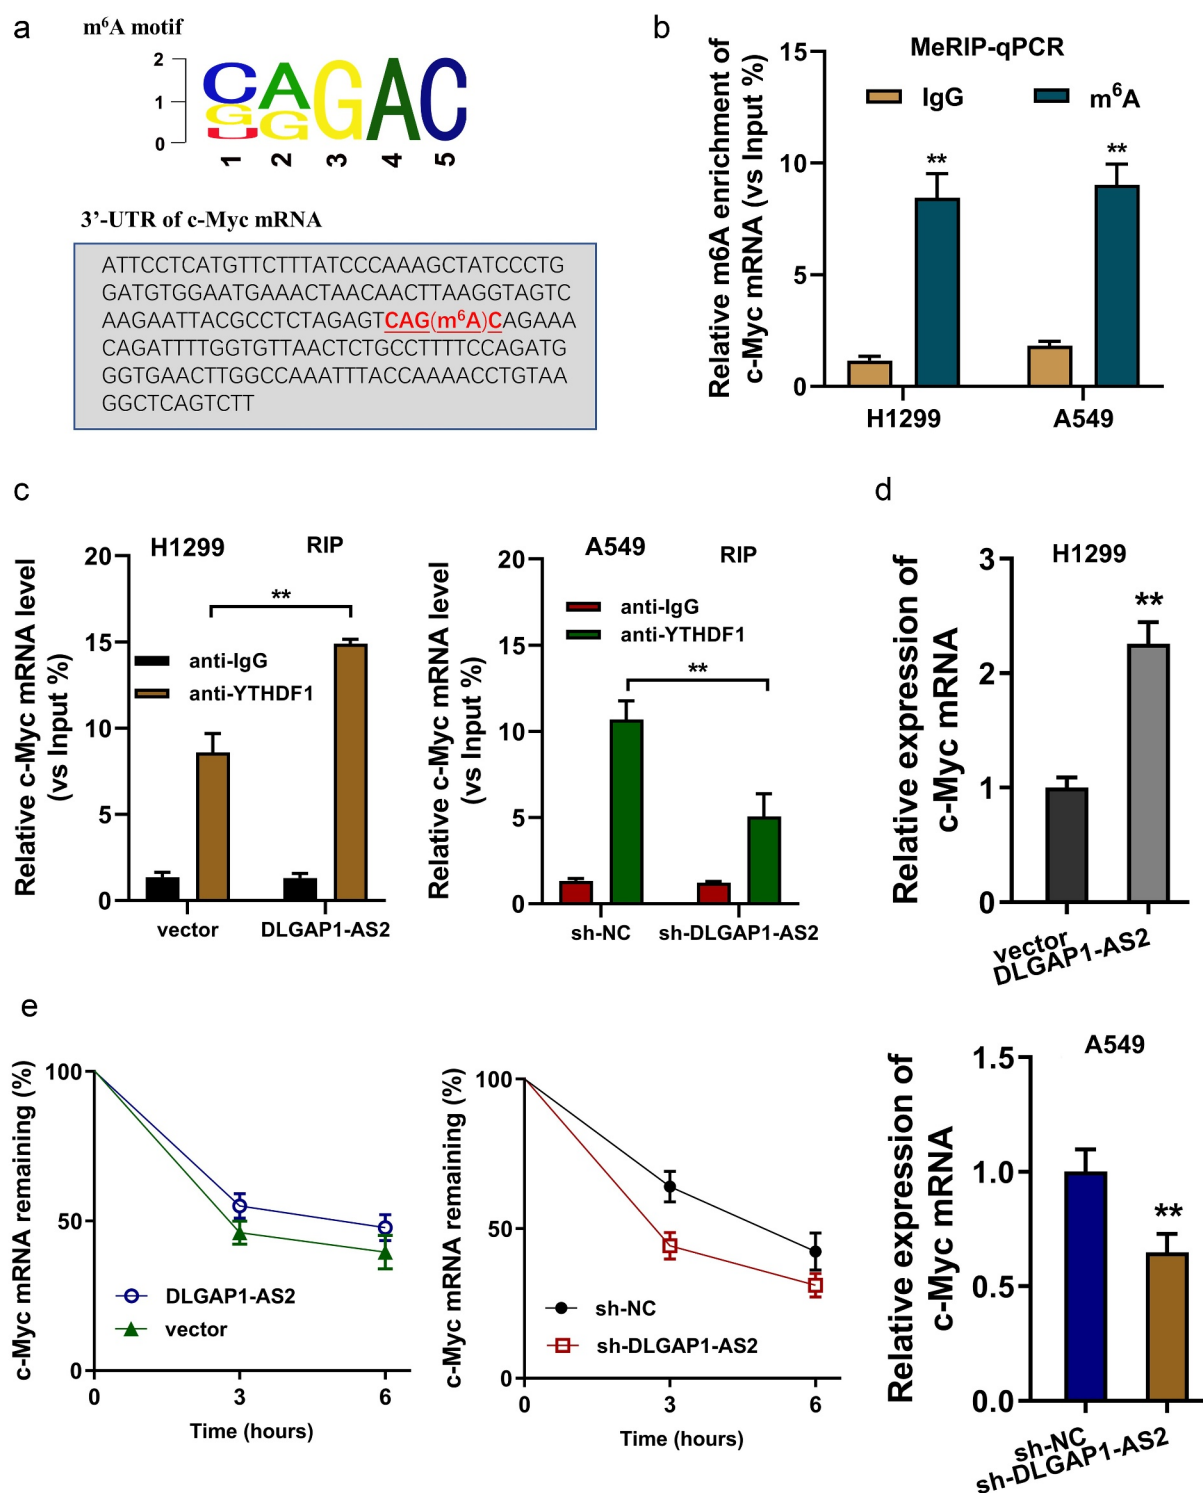 a
m⁶A motif
2
1
0
C A G A C
G G
U
1 2 3 4 5
3’-UTR of c-Myc mRNA
ATTCCTCATGTTCTTTATCCCAAAGCTATCCCTG
GATGTGGAATGAAACTAACAACTTAAGGTAGTC
AAGAATTACGCCTCTAGAGTCAG(m⁶A)CAGAAA
CAGATTTTGGTGTTAACTCTGCCTTTTCCAGATG
GGTGAACTTGGCCAAATTTACCAAAACCTGTAA
GGCTCAGTCTT
b
Relative m6A enrichment of
c-Myc mRNA (vs Input %)
MeRIP-qPCR
IgG
m⁶A
15
10
5
0
**
**
H1299
A549
c
Relative c-Myc mRNA level
(vs Input %)
H1299
RIP
20
15
10
5
0
**
anti-IgG
anti-YTHDF1
vector
DLGAP1-AS2
Relative c-Myc mRNA level
(vs Input %)
A549
RIP
20
15
10
5
0
anti-IgG
anti-YTHDF1
**
sh-NC
sh-DLGAP1-AS2
d
Relative expression of
c-Myc mRNA
H1299
3
2
1
0
**
vector
DLGAP1-AS2
Relative expression of
c-Myc mRNA
A549
1.5
1.0
0.5
0.0
**
sh-NC
sh-DLGAP1-AS2
e
c-Myc mRNA remaining (%)
100
50
0
DLGAP1-AS2
vector
0 3 6
Time (hours)
c-Myc mRNA remaining (%)
100
50
0
sh-NC
sh-DLGAP1-AS2
0 3 6
Time (hours)